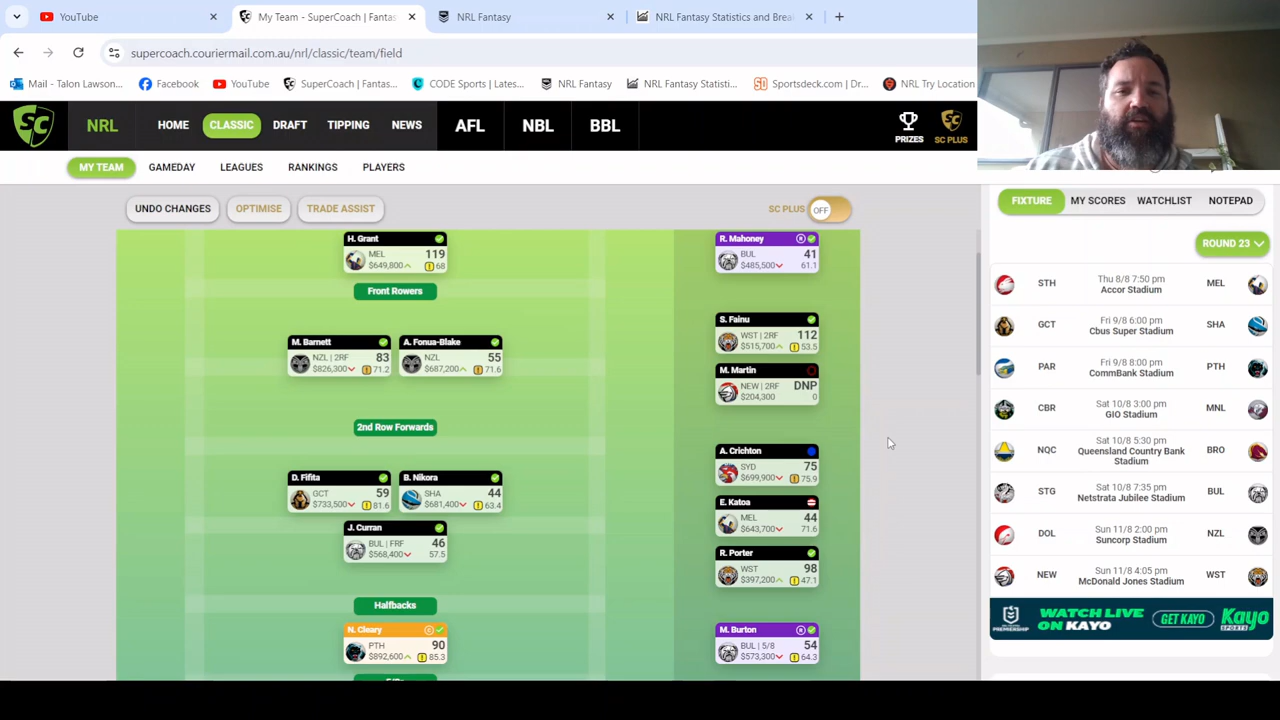 YouTube
My Team - SuperCoach | Fantas
NRL Fantasy
NRL Fantasy Statistics and Brea
supercoach.couriermail.com.au/nrl/classic/team/field
Mail - Talon Lawson...
Facebook
YouTube
SuperCoach | Fantas...
CODE Sports | Lates...
NRL Fantasy
NRL Fantasy Statisti...
Sportsdeck.com | Dr...
NRL Try Location
SC
NRL
HOME
CLASSIC
DRAFT
TIPPING
NEWS
AFL
NBL
BBL
PRIZES
SC PLUS
MY TEAM
GAMEDAY
LEAGUES
RANKINGS
PLAYERS
UNDO CHANGES
OPTIMISE
TRADE ASSIST
SC PLUS
OFF
H. Grant
MEL 119
$649,800 68
Front Rowers
M. Barnett
NZL | 2RF 83
$826,300 71.2
A. Fonua-Blake
NZL 55
$687,200 71.6
2nd Row Forwards
D. Fifita
GCT 59
$733,500 81.6
B. Nikora
SHA 44
$681,400 63.4
J. Curran
BUL | FRF 46
$568,400 57.5
Halfbacks
N. Cleary C
PTH 90
$892,600 85.3
R. Mahoney R
BUL 41
$485,500 61.1
S. Fainu
WST | 2RF 112
$515,700 53.5
M. Martin
NEW | 2RF DNP
$204,300 0
A. Crichton
SYD 75
$699,900 75.9
E. Katoa
MEL 44
$643,700 71.6
R. Porter
WST 98
$397,200 47.1
M. Burton R
BUL | 5/8 54
$573,300 64.3
FIXTURE
MY SCORES
WATCHLIST
NOTEPAD
ROUND 23
STH Thu 8/8 7:50 pm MEL
Accor Stadium
GCT Fri 9/8 6:00 pm SHA
Cbus Super Stadium
PAR Fri 9/8 8:00 pm PTH
CommBank Stadium
CBR Sat 10/8 3:00 pm MNL
GIO Stadium
NQC Sat 10/8 5:30 pm BRO
Queensland Country Bank
Stadium
STG Sat 10/8 7:35 pm BUL
Netstrata Jubilee Stadium
DOL Sun 11/8 2:00 pm NZL
Suncorp Stadium
NEW Sun 11/8 4:05 pm WST
McDonald Jones Stadium
NRL
PREMIERSHIP
WATCH LIVE
ON KAYO
GET KAYO
Kayo
SPORTS